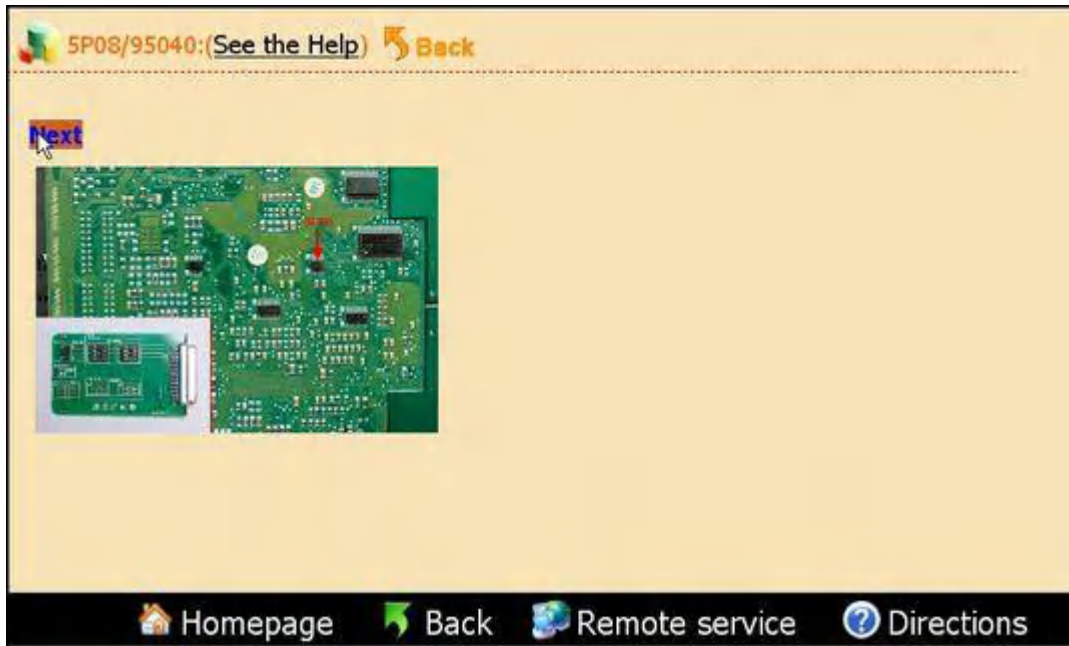 5P08/95040:(See the Help) Back
Next
Homepage Back Remote service Directions